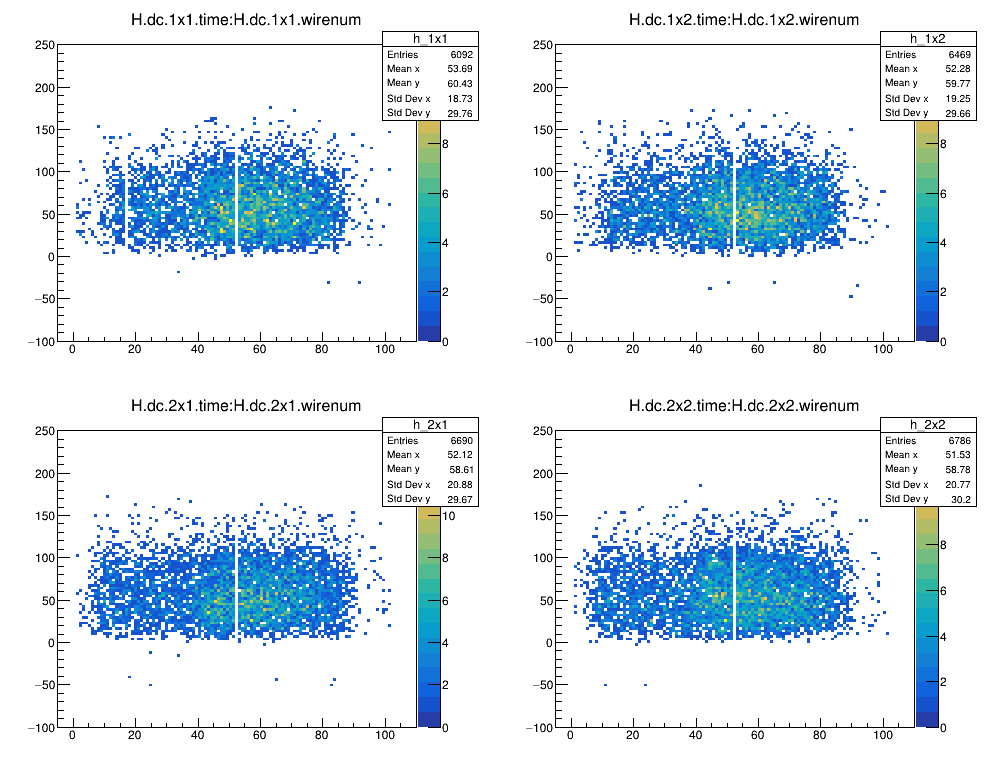 H.dc.1x1.time:H.dc.1x1.wirenum
h_1x1
Entries 6092
Mean x 53.69
Mean y 60.43
Std Dev x 18.73
Std Dev y 29.76
250
200
150
100
50
0
−50
−100
0 20 40 60 80 100
8
6
4
2
0
H.dc.1x2.time:H.dc.1x2.wirenum
h_1x2
Entries 6469
Mean x 52.28
Mean y 59.77
Std Dev x 19.25
Std Dev y 29.66
250
200
150
100
50
0
−50
−100
0 20 40 60 80 100
8
6
4
2
0
H.dc.2x1.time:H.dc.2x1.wirenum
h_2x1
Entries 6690
Mean x 52.12
Mean y 58.61
Std Dev x 20.88
Std Dev y 29.67
250
200
150
100
50
0
−50
−100
0 20 40 60 80 100
10
8
6
4
2
0
H.dc.2x2.time:H.dc.2x2.wirenum
h_2x2
Entries 6786
Mean x 51.53
Mean y 58.78
Std Dev x 20.77
Std Dev y 30.2
250
200
150
100
50
0
−50
−100
0 20 40 60 80 100
8
6
4
2
0